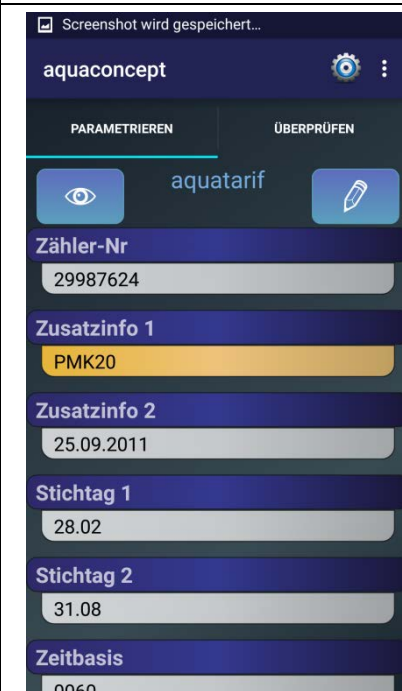 Screenshot wird gespeichert…
aquaconcept
PARAMETRIEREN ÜBERPRÜFEN
aquatarif
Zähler-Nr
29987624
Zusatzinfo 1
PMK20
Zusatzinfo 2
25.09.2011
Stichtag 1
28.02
Stichtag 2
31.08
Zeitbasis
0060